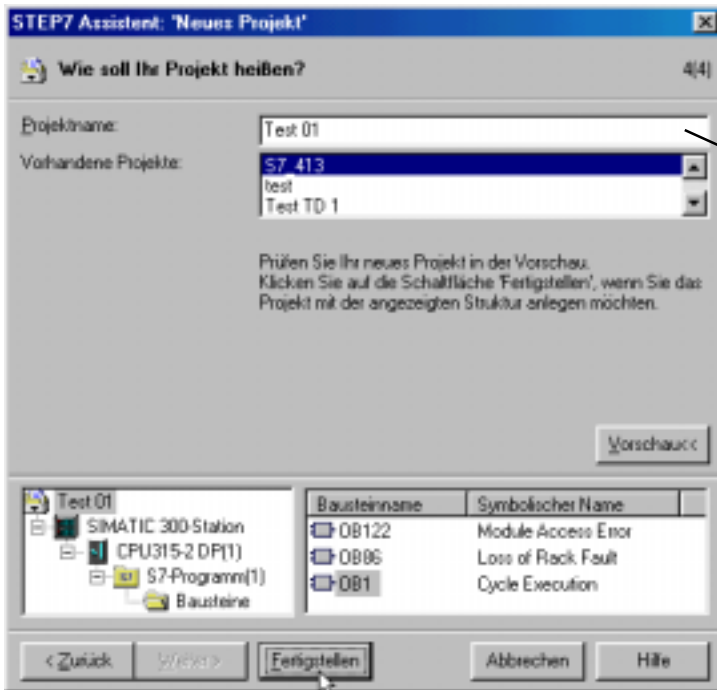 STEP7 Assistent: 'Neues Projekt'
Wie soll Ihr Projekt heißen?
4(4)
Projektname:
Test 01
Vorhandene Projekte:
S7_413
test
Test TD 1
Prüfen Sie Ihr neues Projekt in der Vorschau.
Klicken Sie auf die Schaltfläche 'Fertigstellen', wenn Sie das
Projekt mit der angezeigten Struktur anlegen möchten.
Vorschau<<
Test 01
SIMATIC 300-Station
CPU315-2 DP(1)
S7-Programm(1)
Bausteine
Bausteinname Symbolischer Name
OB122 Module Access Error
OB86 Loss of Rack Fault
OB1 Cycle Execution
< Zurück Weiter > Fertigstellen Abbrechen Hilfe